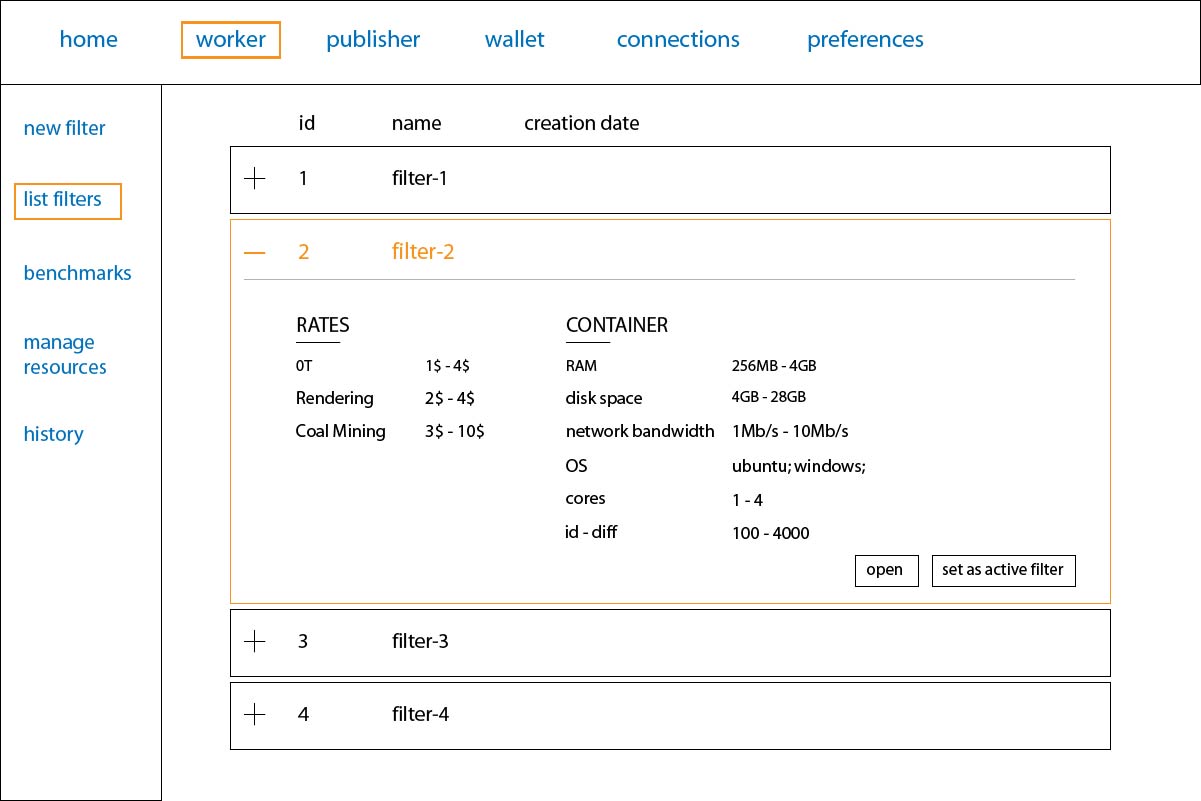 home worker publisher wallet connections preferences
new filter
list filters
benchmarks
manage
resources
history
id name creation date
1 filter-1
2 filter-2
RATES CONTAINER
0T 1$ - 4$ RAM 256MB - 4GB
Rendering 2$ - 4$ disk space 4GB - 28GB
Coal Mining 3$ - 10$ network bandwidth 1Mb/s - 10Mb/s
OS ubuntu; windows;
cores 1 - 4
id - diff 100 - 4000
open set as active filter
3 filter-3
4 filter-4